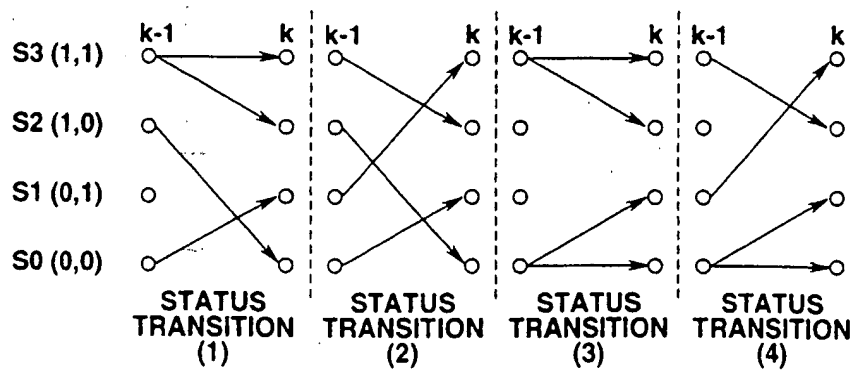 k-1 k k-1 k k-1 k k-1 k
S3 (1,1)
S2 (1,0)
S1 (0,1)
S0 (0,0)
STATUS TRANSITION (1)
STATUS TRANSITION (2)
STATUS TRANSITION (3)
STATUS TRANSITION (4)